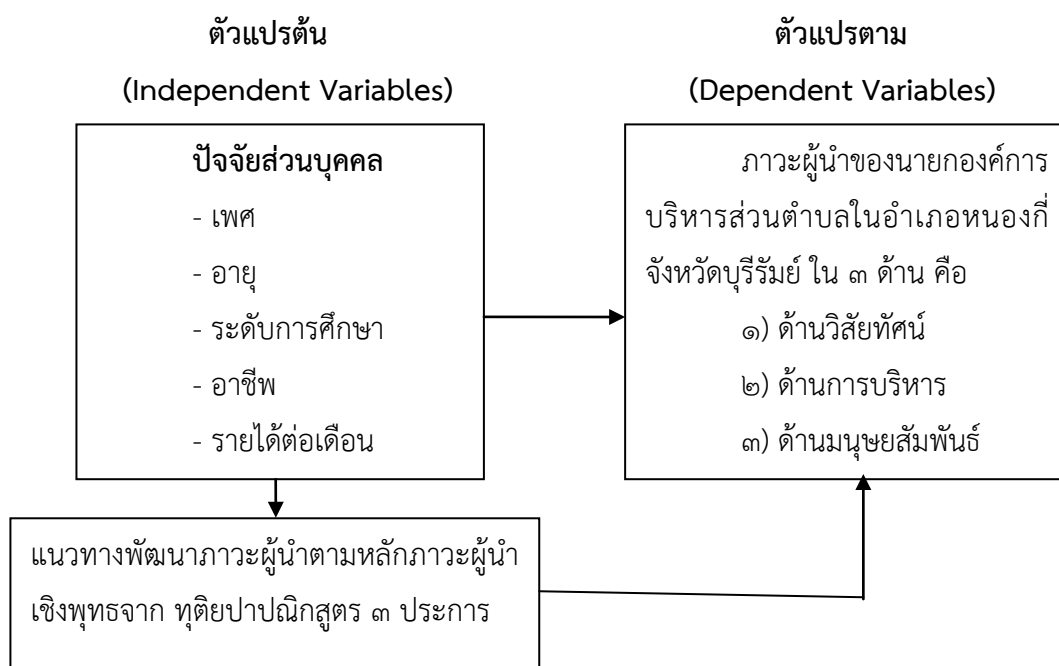 ตัวแปรต้น
(Independent Variables)
ปัจจัยส่วนบุคคล
- เพศ
- อายุ
- ระดับการศึกษา
- อาชีพ
- รายได้ต่อเดือน
ตัวแปรตาม
(Dependent Variables)
ภาวะผู้นำของนายกองค์การ
บริหารส่วนตำบลในอำเภอหนองกี่
จังหวัดบุรีรัมย์ ใน ๓ ด้าน คือ
๑) ด้านวิสัยทัศน์
๒) ด้านการบริหาร
๓) ด้านมนุษยสัมพันธ์
แนวทางพัฒนาภาวะผู้นำตามหลักภาวะผู้นำ
เชิงพุทธจาก ทุติยปาปณิกสูตร ๓ ประการ